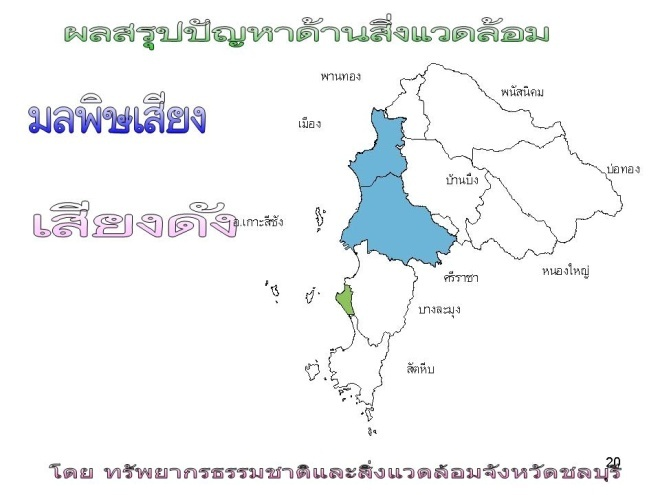 ผลสรุปปัญหาด้านสิ่งแวดล้อม
พานทอง
พนัสนิคม
มลพิษเสียง
เมือง
บ่อทอง
บ้านบึง
เสียงดัง
อ.เกาะสีชัง
หนองใหญ่
ศรีราชา
บางละมุง
สัตหีบ
20
โดย ทรัพยากรธรรมชาติและสิ่งแวดล้อมจังหวัดชลบุรี